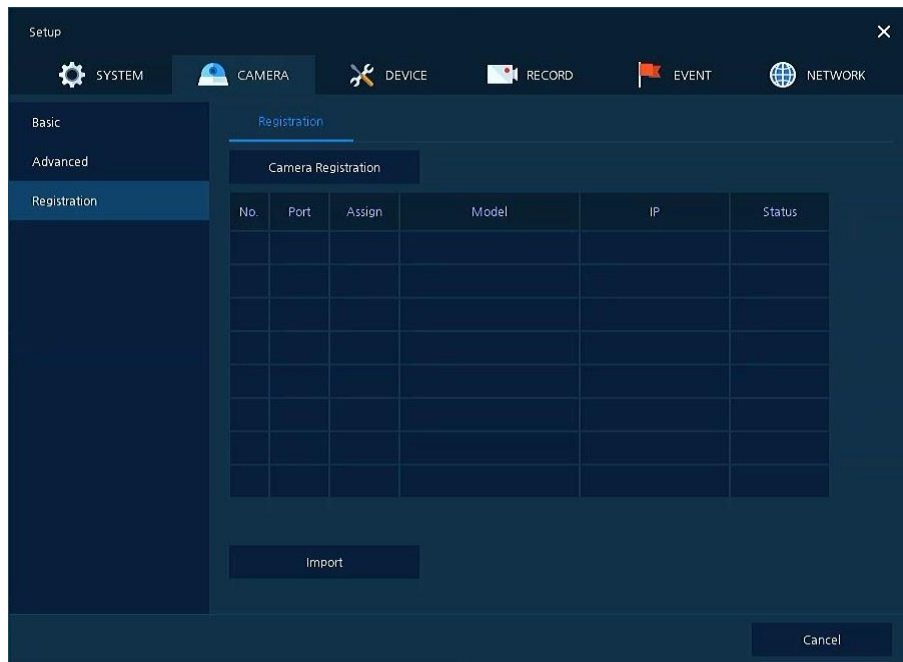 Setup
SYSTEM CAMERA DEVICE RECORD EVENT NETWORK
Basic
Advanced
Registration
Registration
Camera Registration
No. Port Assign Model IP Status
Import
Cancel